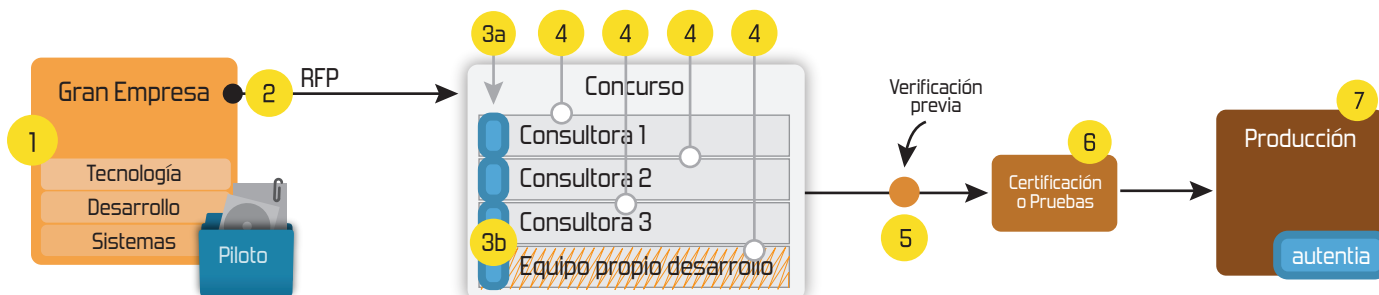 1
Gran Empresa
2
RFP
Tecnología
Desarrollo
Sistemas
Piloto
3a
4
4
4
4
Concurso
Consultora 1
Consultora 2
Consultora 3
3b
Equipo propio desarrollo
Verificación
previa
5
6
Certificación
o Pruebas
7
Producción
autentia